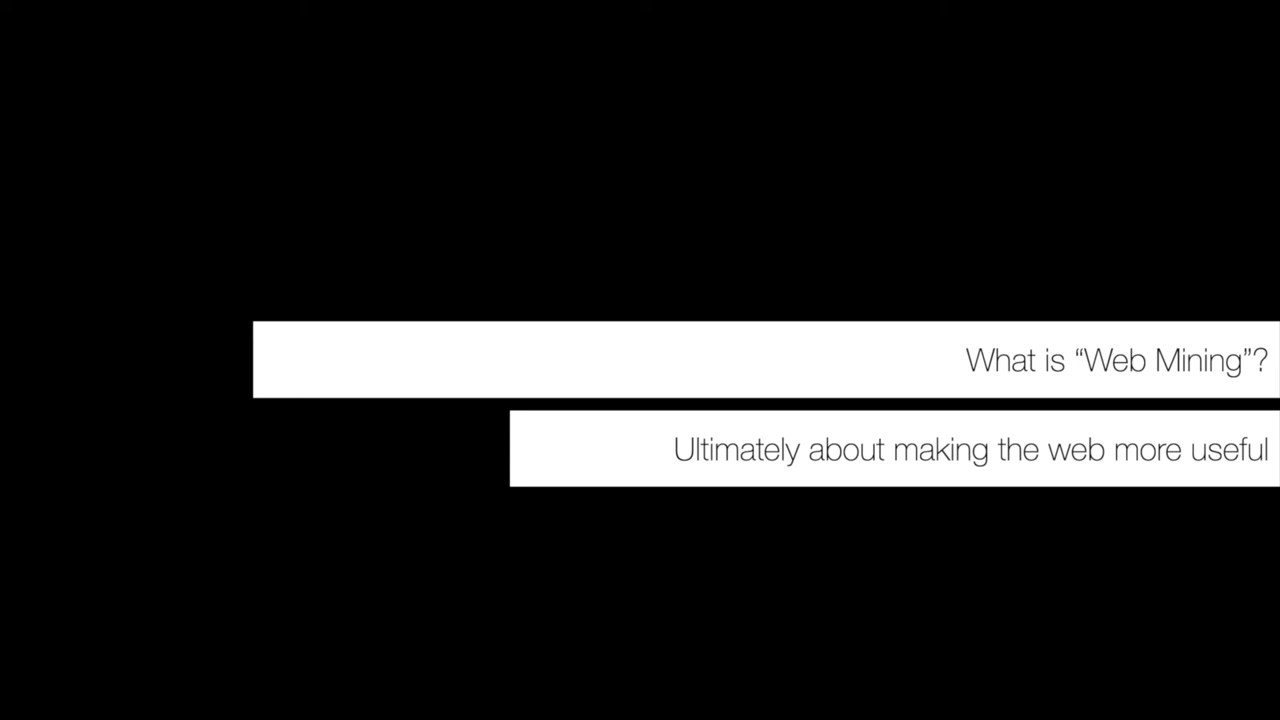 What is “Web Mining”?
Ultimately about making the web more useful